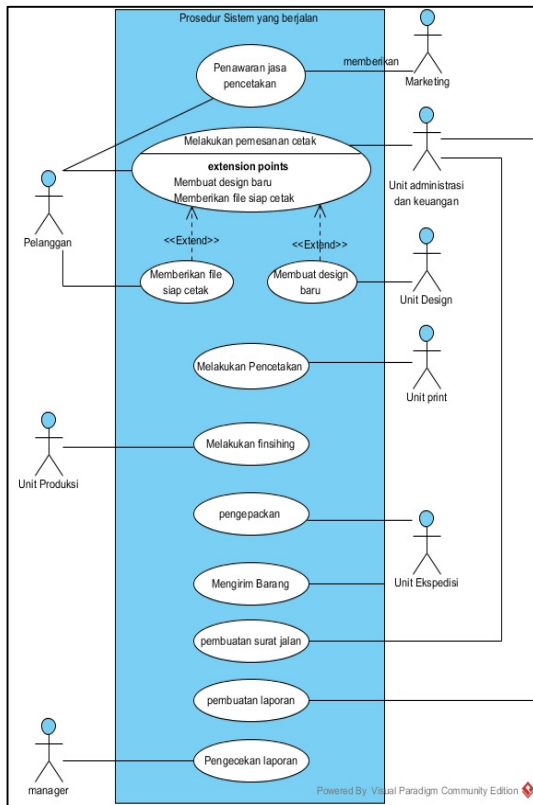 Prosedur Sistem yang berjalan
Penawaran jasa
pencetakan
memberikan
Marketing
Melakukan pemesanan cetak
extension points
Membuat design baru
Memberikan file siap cetak
Unit administrasi
dan keuangan
Pelanggan
<<Extend>>
<<Extend>>
Memberikan file
siap cetak
Membuat design
baru
Unit Design
Melakukan Pencetakan
Unit print
Melakukan finsihing
Unit Produksi
pengepackan
Mengirim Barang
Unit Ekspedisi
pembuatan surat jalan
pembuatan laporan
Pengecekan laporan
manager
Powered By Visual Paradigm Community Edition